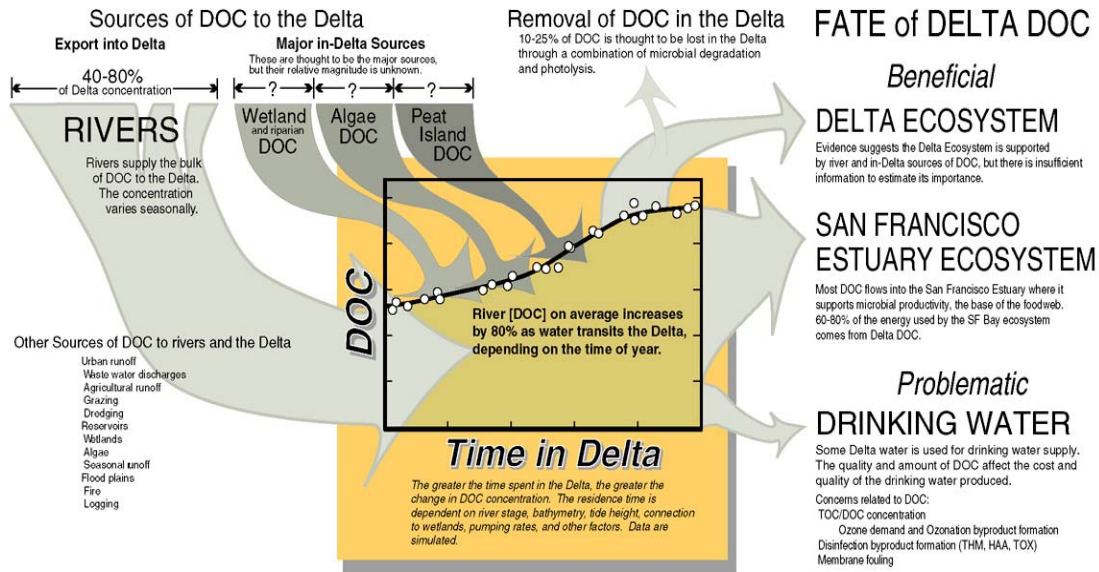 Sources of DOC to the Delta
Export into Delta
40-80%
of Delta concentration
RIVERS
Rivers supply the bulk
of DOC to the Delta.
The concentration
varies seasonally.
Major in-Delta Sources
These are thought to be the major sources,
but their relative magnitude is unknown.
? ? ?
Wetland
and riparian
DOC
Algae
DOC
Peat
Island
DOC
Other Sources of DOC to rivers and the Delta
Urban runoff
Waste water discharges
Agricultural runoff
Grazing
Dredging
Reservoirs
Wetlands
Algae
Seasonal runoff
Flood plains
Fire
Logging
Removal of DOC in the Delta
10-25% of DOC is thought to be lost in the Delta
through a combination of microbial degradation
and photolysis.
DOC
River [DOC] on average increases
by 80% as water transits the Delta,
depending on the time of year.
Time in Delta
The greater the time spent in the Delta, the greater the
change in DOC concentration. The residence time is
dependent on river stage, bathymetry, tide height, connection
to wetlands, pumping rates, and other factors. Data are
simulated.
FATE of DELTA DOC
Beneficial
DELTA ECOSYSTEM
Evidence suggests the Delta Ecosystem is supported
by river and in-Delta sources of DOC, but there is insufficient
information to estimate its importance.
SAN FRANCISCO
ESTUARY ECOSYSTEM
Most DOC flows into the San Francisco Estuary where it
supports microbial productivity, the base of the foodweb.
60-80% of the energy used by the SF Bay ecosystem
comes from Delta DOC.
Problematic
DRINKING WATER
Some Delta water is used for drinking water supply.
The quality and amount of DOC affect the cost and
quality of the drinking water produced.
Concerns related to DOC:
TOC/DOC concentration
Ozone demand and Ozonation byproduct formation
Disinfection byproduct formation (THM, HAA, TOX)
Membrane fouling